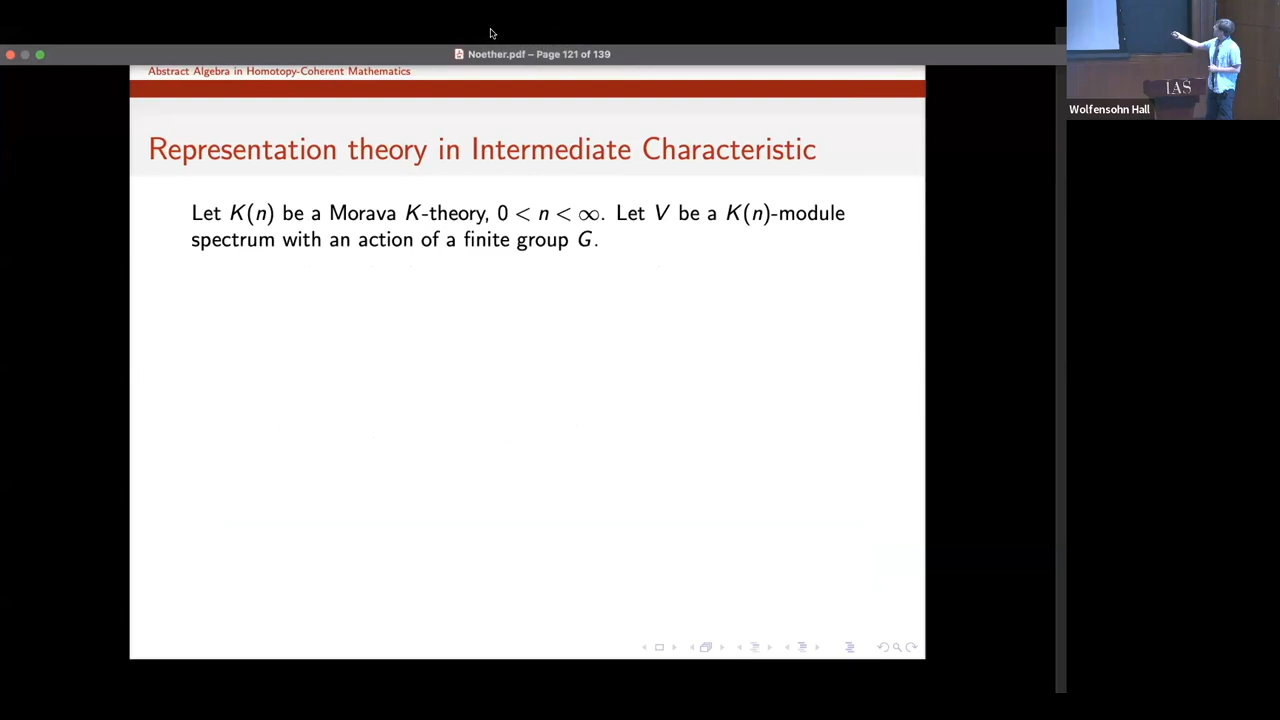 Noether.pdf – Page 121 of 139
Abstract Algebra in Homotopy-Coherent Mathematics
Representation theory in Intermediate Characteristic
Let K(n) be a Morava K-theory, 0 < n < ∞. Let V be a K(n)-module
spectrum with an action of a finite group G.
IAS
Wolfensohn Hall